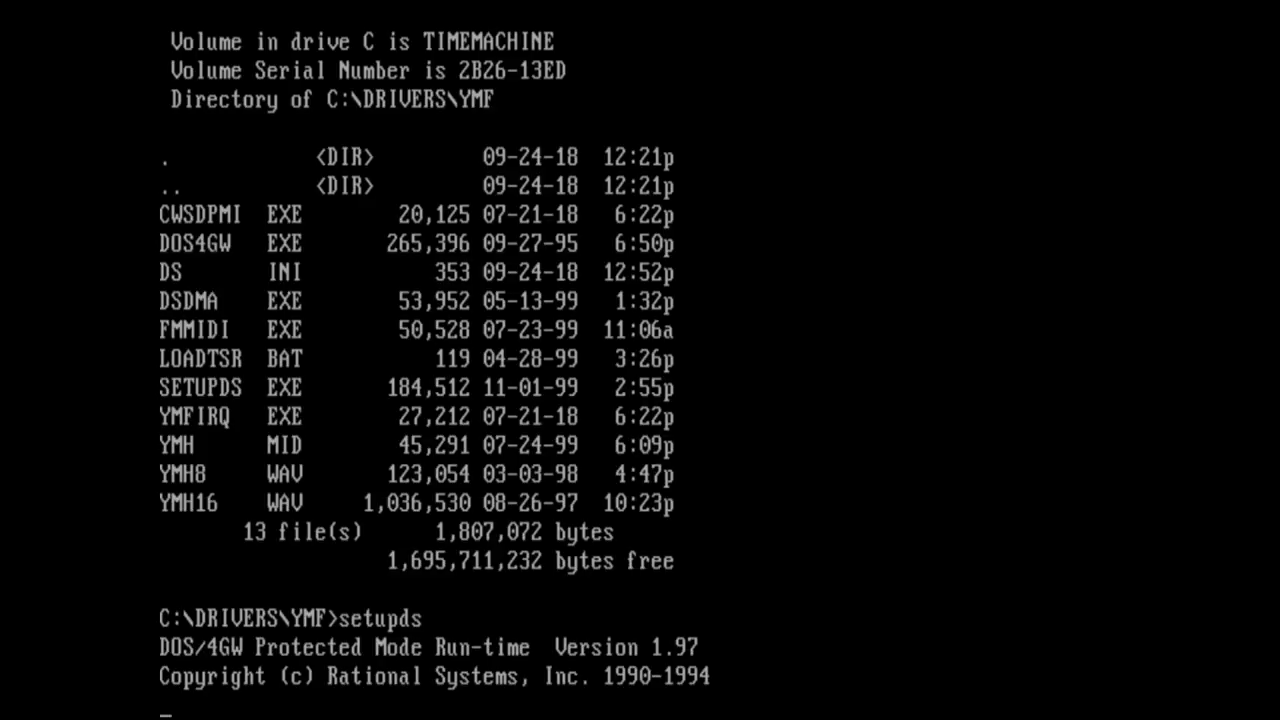 Volume in drive C is TIMEMACHINE
Volume Serial Number is 2B26-13ED
Directory of C:\DRIVERS\YMF
. <DIR> 09-24-18 12:21p
.. <DIR> 09-24-18 12:21p
CWSDPMI EXE 20,125 07-21-18 6:22p
DOS4GW EXE 265,396 09-27-95 6:50p
DS INI 353 09-24-18 12:52p
DSDMA EXE 53,952 05-13-99 1:32p
FMMIDI EXE 50,528 07-23-99 11:06a
LOADTSR BAT 119 04-28-99 3:26p
SETUPDS EXE 184,512 11-01-99 2:55p
YMFIRQ EXE 27,212 07-21-18 6:22p
YMH MID 45,291 07-24-99 6:09p
YMH8 WAV 123,054 03-03-98 4:47p
YMH16 WAV 1,036,530 08-26-97 10:23p
13 file(s) 1,807,072 bytes
1,695,711,232 bytes free
C:\DRIVERS\YMF>setupds
DOS/4GW Protected Mode Run-time Version 1.97
Copyright (c) Rational Systems, Inc. 1990-1994
_